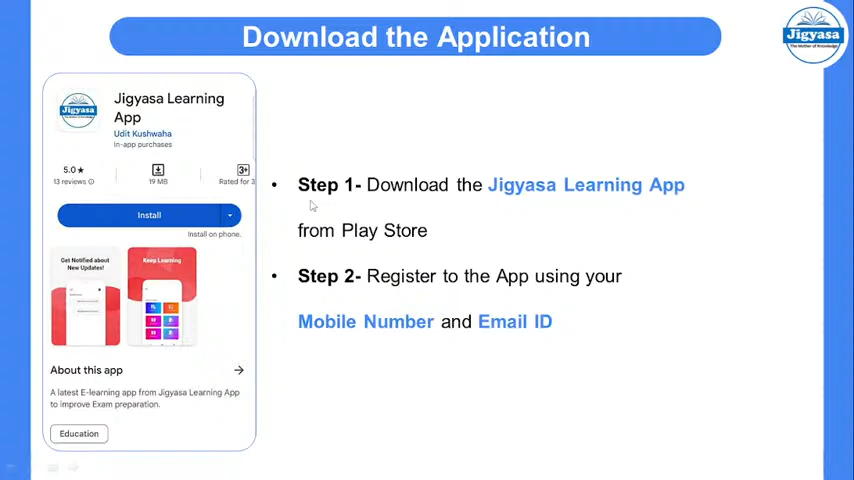 Download the Application
Jigyasa
The Mother of Knowledge
Jigyasa
Jigyasa Learning
App
Udit Kushwaha
In-app purchases
5.0★
13 reviews
19 MB
3+
Rated for 3
Install
Install on phone.
Get Notified about
New Updates!
Keep Learning
About this app
A latest E-learning app from Jigyasa Learning App
to improve Exam preparation.
Education
• Step 1- Download the Jigyasa Learning App
from Play Store
• Step 2- Register to the App using your
Mobile Number and Email ID